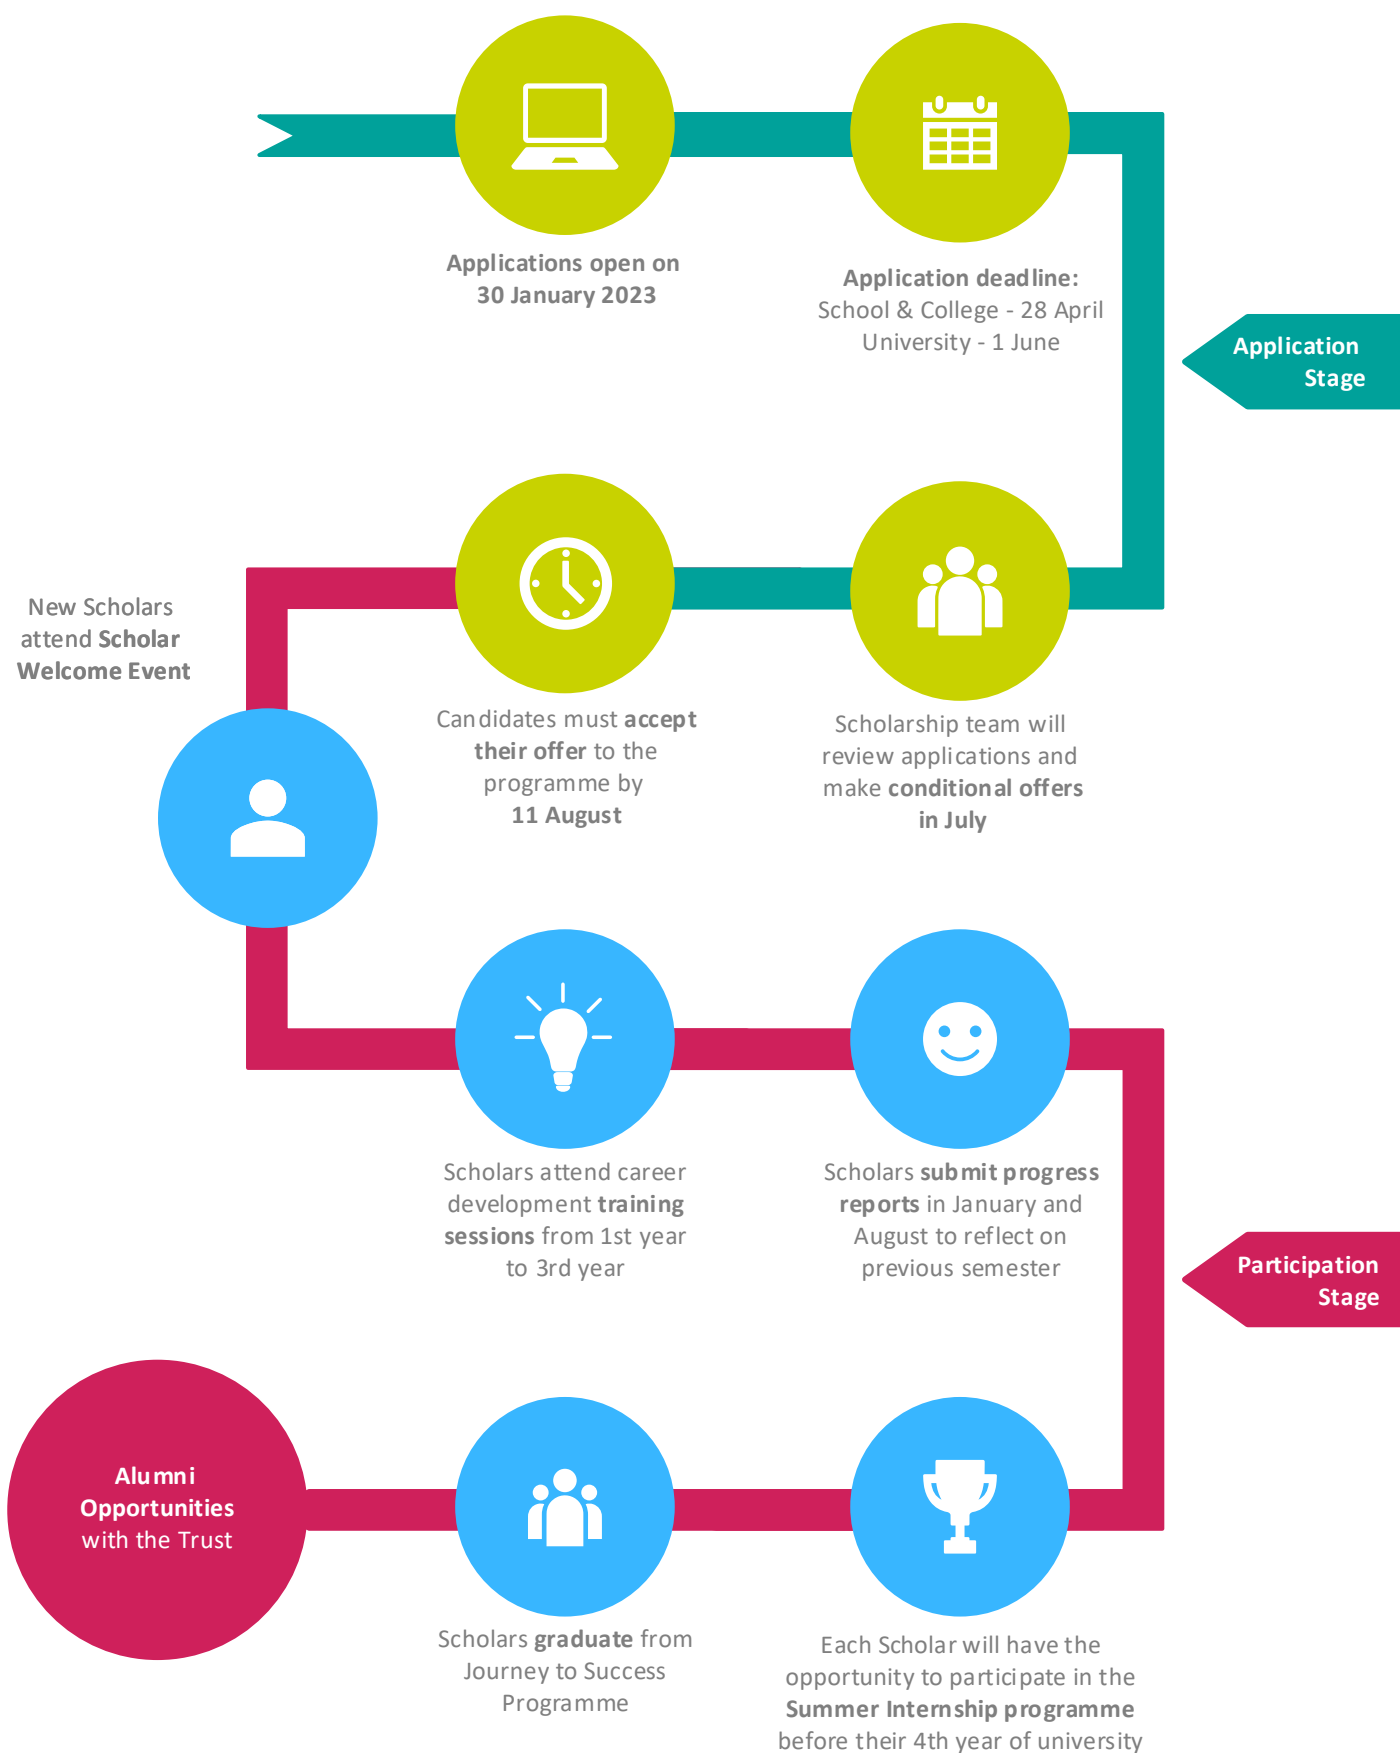 Applications open on
30 January 2023
Application deadline:
School & College - 28 April
University - 1 June
Application
Stage
Scholarship team will
review applications and
make conditional offers
in July
Candidates must accept
their offer to the
programme by
11 August
New Scholars
attend Scholar
Welcome Event
Scholars attend career
development training
sessions from 1st year
to 3rd year
Scholars submit progress
reports in January and
August to reflect on
previous semester
Participation
Stage
Each Scholar will have the
opportunity to participate in the
Summer Internship programme
before their 4th year of university
Scholars graduate from
Journey to Success
Programme
Alumni
Opportunities
with the Trust